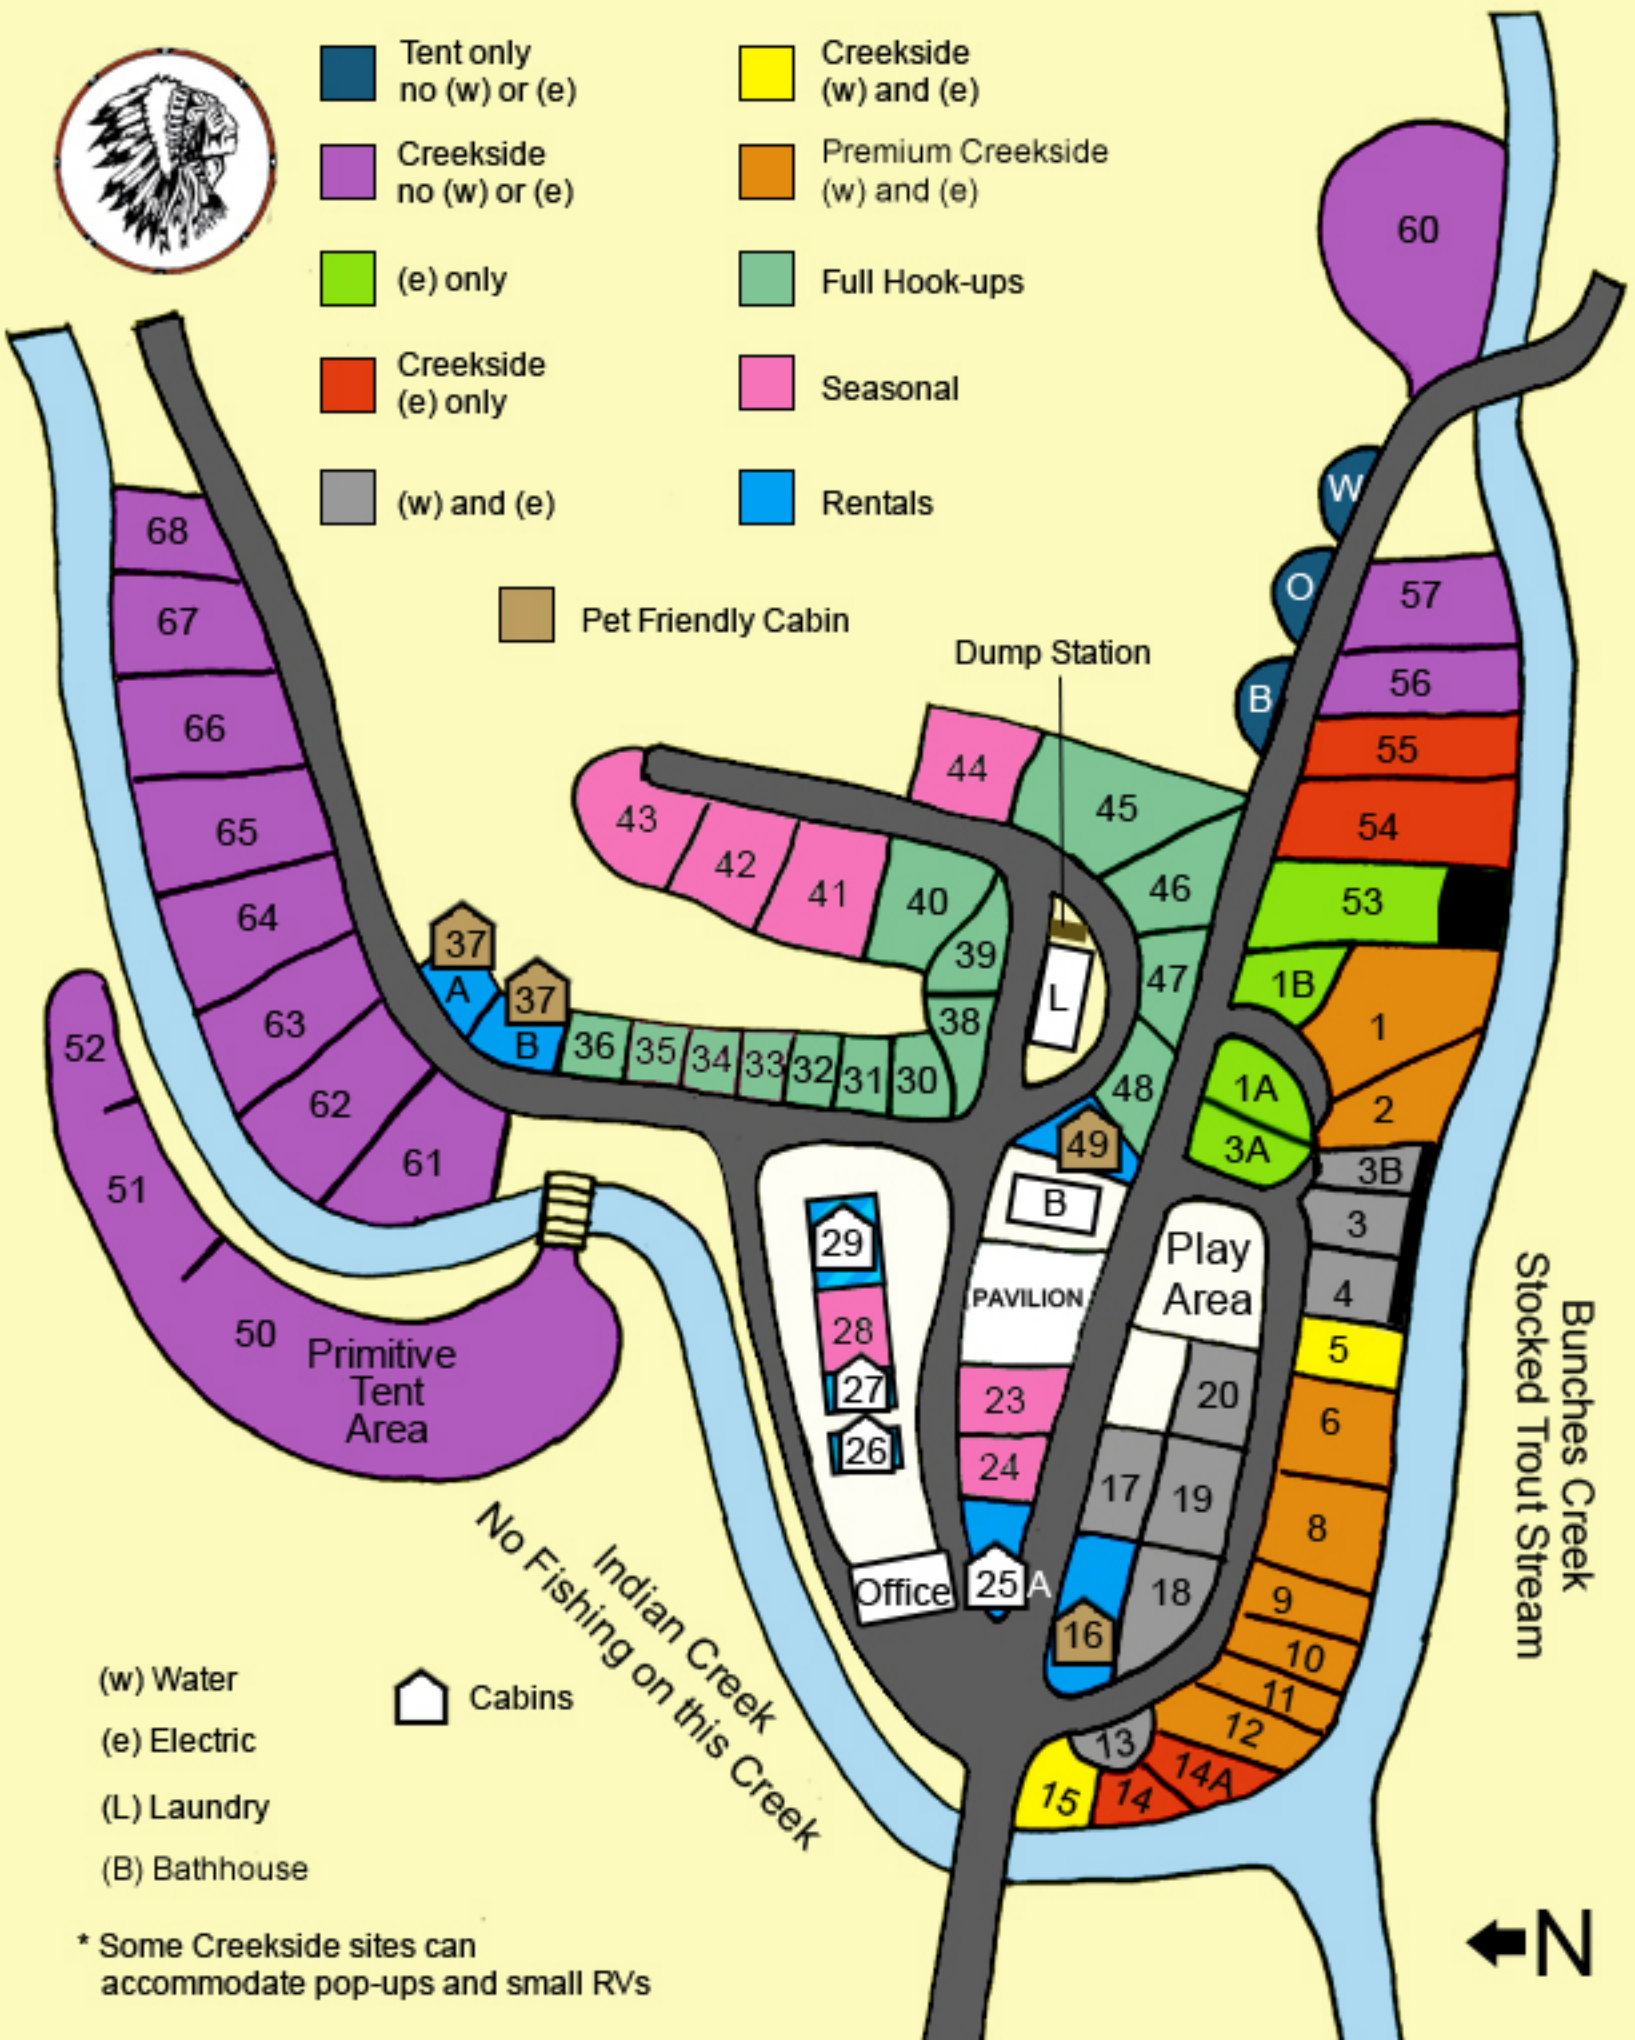 Tent only
no (w) or (e)
Creekside
(w) and (e)
Creekside
no (w) or (e)
Premium Creekside
(w) and (e)
(e) only
Full Hook-ups
Creekside
(e) only
Seasonal
(w) and (e)
Rentals
Pet Friendly Cabin
Dump Station
60
W
O
B
57
56
55
54
53
1B
1
2
1A
3A
3B
3
4
5
6
8
9
10
11
12
14A
14
13
15
68
67
66
65
64
63
62
61
52
51
50
Primitive
Tent
Area
37
A
37
B
36
35
34
33
32
31
30
38
39
40
41
42
43
44
45
46
47
48
L
49
B
PAVILION
23
24
25
A
29
28
27
26
Office
Play
Area
20
17
19
18
16
Bunches Creek
Stocked Trout Stream
Indian Creek
No Fishing on this Creek
(w) Water
(e) Electric
(L) Laundry
(B) Bathhouse
Cabins
* Some Creekside sites can
accommodate pop-ups and small RVs
N